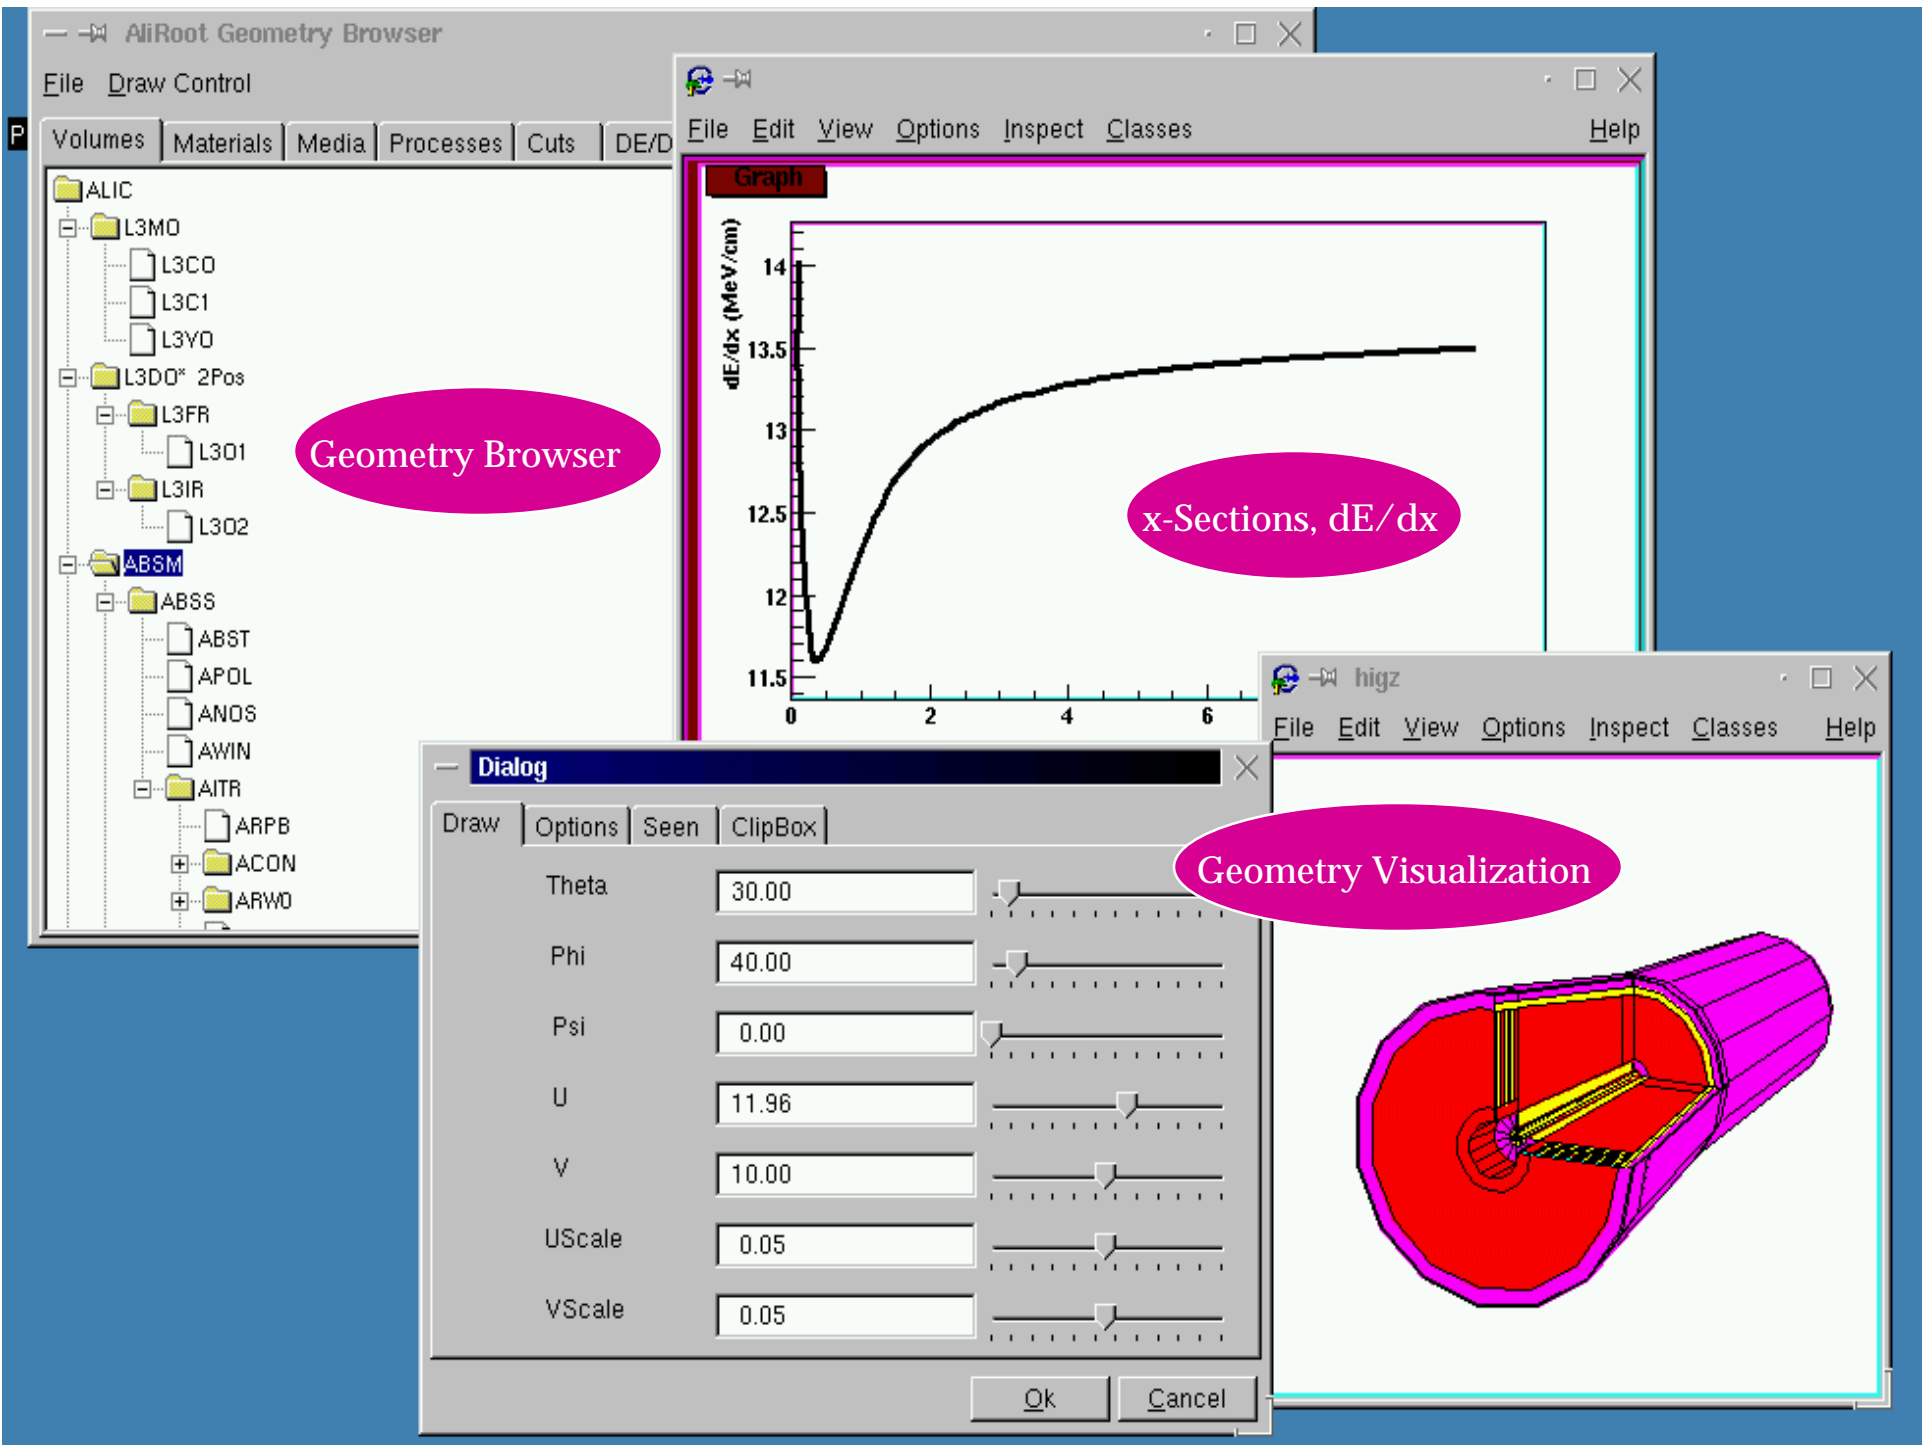 AliRoot Geometry Browser
File Draw Control
P
Volumes Materials Media Processes Cuts DE/D
ALIC
L3MO
L3CO
L3C1
L3YO
L3DO* 2Pos
L3FR
L3O1
L3IR
L3O2
ABSM
ABSS
ABST
APOL
ANOS
AWIN
AITR
ARPB
ACON
ARW0
Geometry Browser
File Edit View Options Inspect Classes Help
Graph
dE/dx (MeV/cm)
14
13.5
13
12.5
12
11.5
0 2 4 6
x-Sections, dE/dx
higz
File Edit View Options Inspect Classes Help
Geometry Visualization
Dialog
Draw Options Seen ClipBox
Theta 30.00
Phi 40.00
Psi 0.00
U 11.96
V 10.00
UScale 0.05
VScale 0.05
Ok Cancel